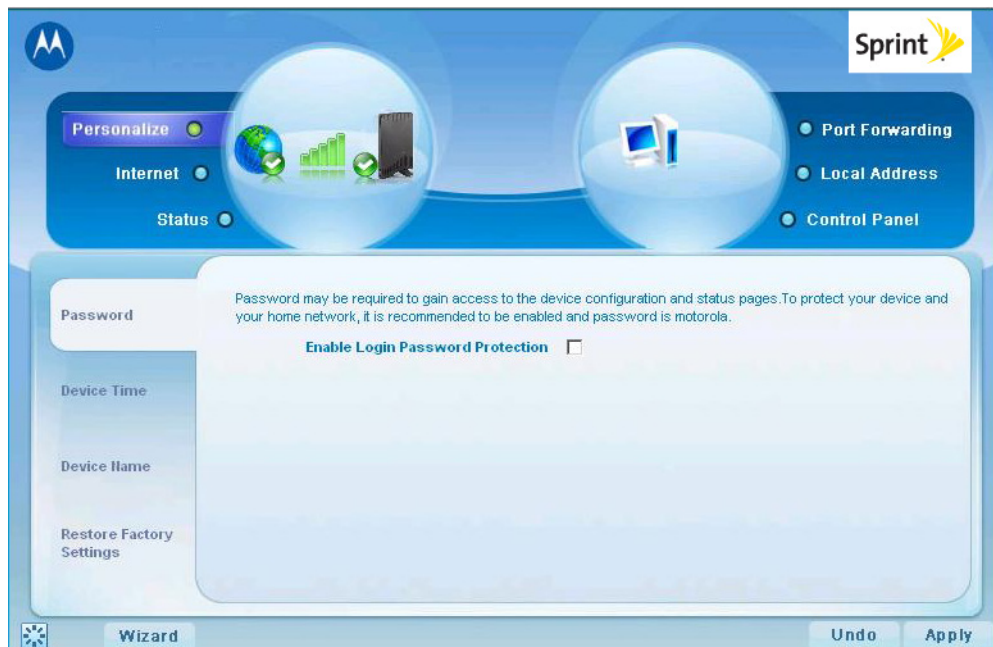 Sprint
Personalize
Internet
Status
Port Forwarding
Local Address
Control Panel
Password
Device Time
Device Name
Restore Factory
Settings
Password may be required to gain access to the device configuration and status pages.To protect your device and
your home network, it is recommended to be enabled and password is motorola.
Enable Login Password Protection
Wizard
Undo
Apply